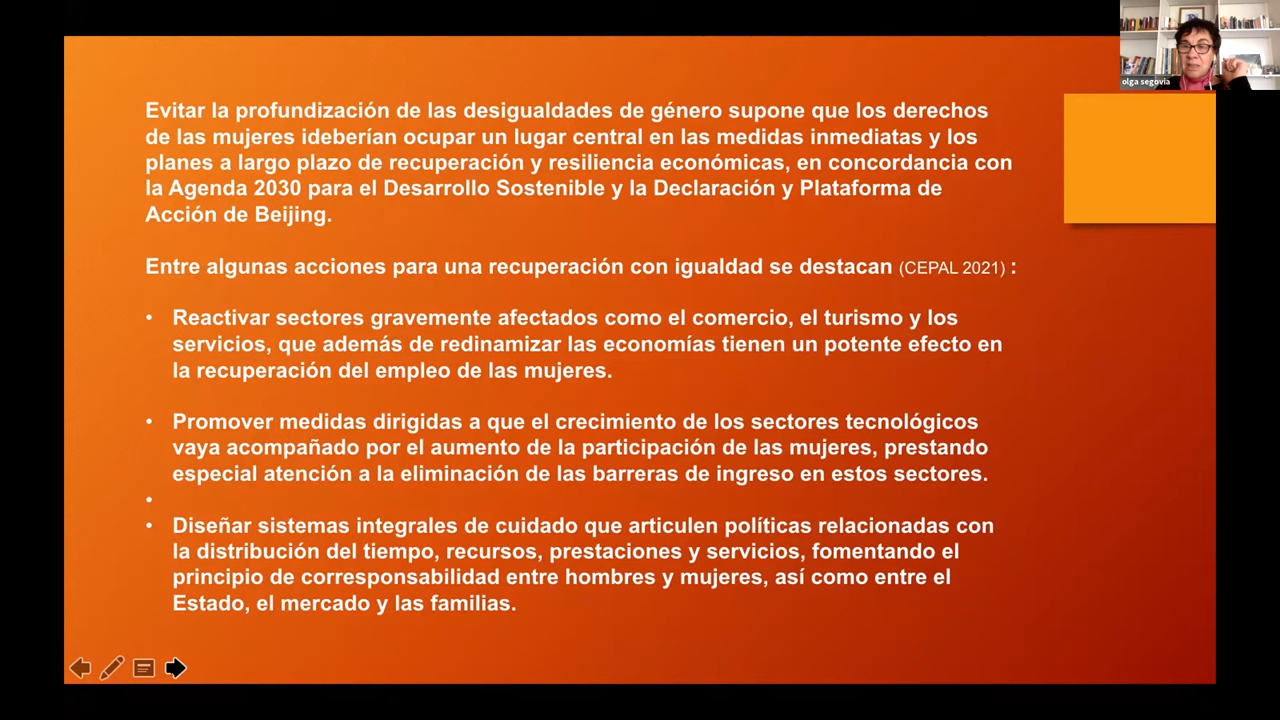 olga segovia
Evitar la profundización de las desigualdades de género supone que los derechos
de las mujeres ideberían ocupar un lugar central en las medidas inmediatas y los
planes a largo plazo de recuperación y resiliencia económicas, en concordancia con
la Agenda 2030 para el Desarrollo Sostenible y la Declaración y Plataforma de
Acción de Beijing.
Entre algunas acciones para una recuperación con igualdad se destacan (CEPAL 2021) :
• Reactivar sectores gravemente afectados como el comercio, el turismo y los
servicios, que además de redinamizar las economías tienen un potente efecto en
la recuperación del empleo de las mujeres.
• Promover medidas dirigidas a que el crecimiento de los sectores tecnológicos
vaya acompañado por el aumento de la participación de las mujeres, prestando
especial atención a la eliminación de las barreras de ingreso en estos sectores.
•
• Diseñar sistemas integrales de cuidado que articulen políticas relacionadas con
la distribución del tiempo, recursos, prestaciones y servicios, fomentando el
principio de corresponsabilidad entre hombres y mujeres, así como entre el
Estado, el mercado y las familias.